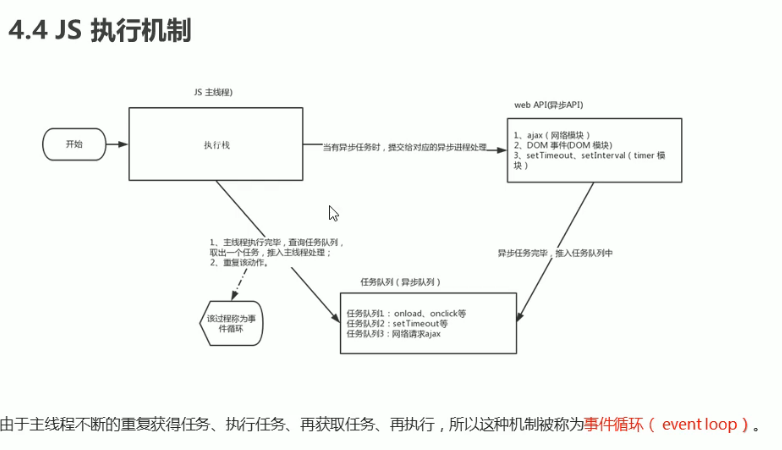 4.4 JS 执行机制
JS 主线程)
web API(异步API)
开始
执行栈
当有异步任务时，提交给对应的异步进程处理
1、ajax（网络模块）
2、DOM 事件(DOM 模块)
3、setTimeout、setInterval（timer 模
块）
1、主线程执行完毕，查询任务队列，
取出一个任务，推入主线程处理；
2、重复该动作。
异步任务完毕，推入任务队列中
任务队列（异步队列）
该过程称为事
件循环
任务队列1： onload、onclick等
任务队列2：setTimeout等
任务队列3：网络请求ajax
由于主线程不断的重复获得任务、执行任务、再获取任务、再执行，所以这种机制被称为事件循环（ event loop）。